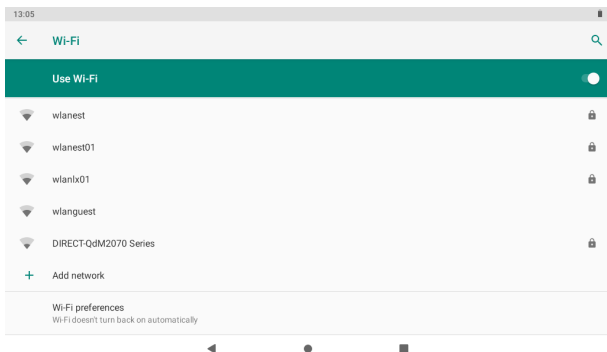 13:05
Wi-Fi
Use Wi-Fi
wlanest
wlanest01
wlanlx01
wlanguest
DIRECT-QdM2070 Series
Add network
Wi-Fi preferences
Wi-Fi doesn't turn back on automatically